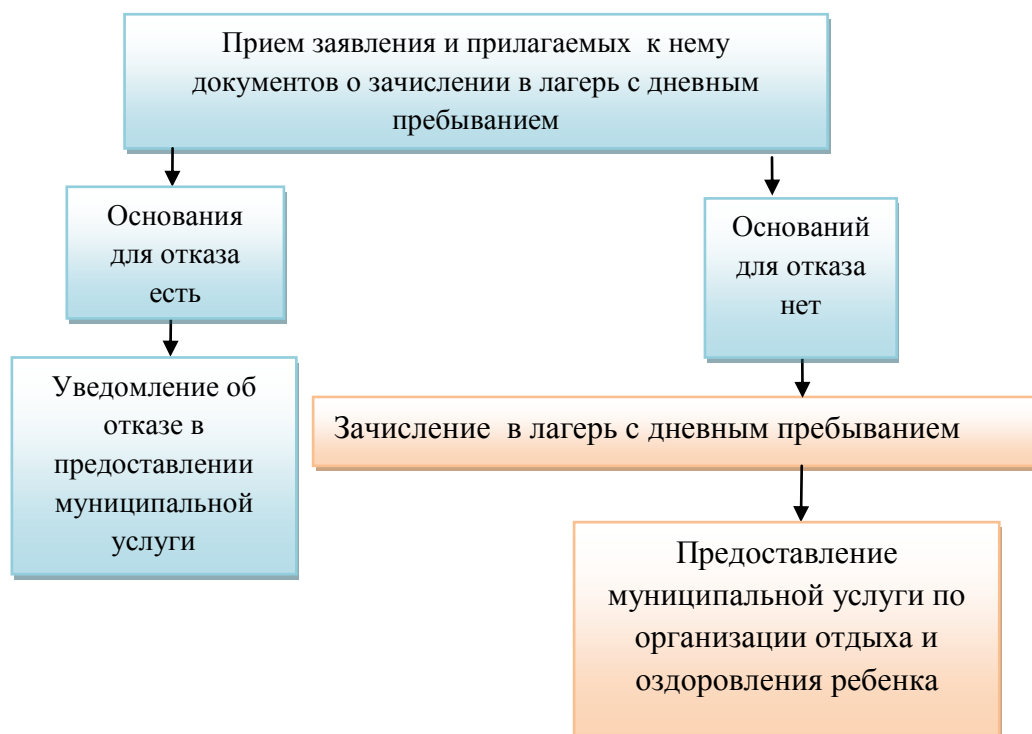 Прием заявления и прилагаемых к нему
документов о зачислении в лагерь с дневным
пребыванием
Основания
для отказа
есть
Оснований
для отказа
нет
Уведомление об
отказе в
предоставлении
муниципальной
услуги
Зачисление в лагерь с дневным пребыванием
Предоставление
муниципальной услуги по
организации отдыха и
оздоровления ребенка